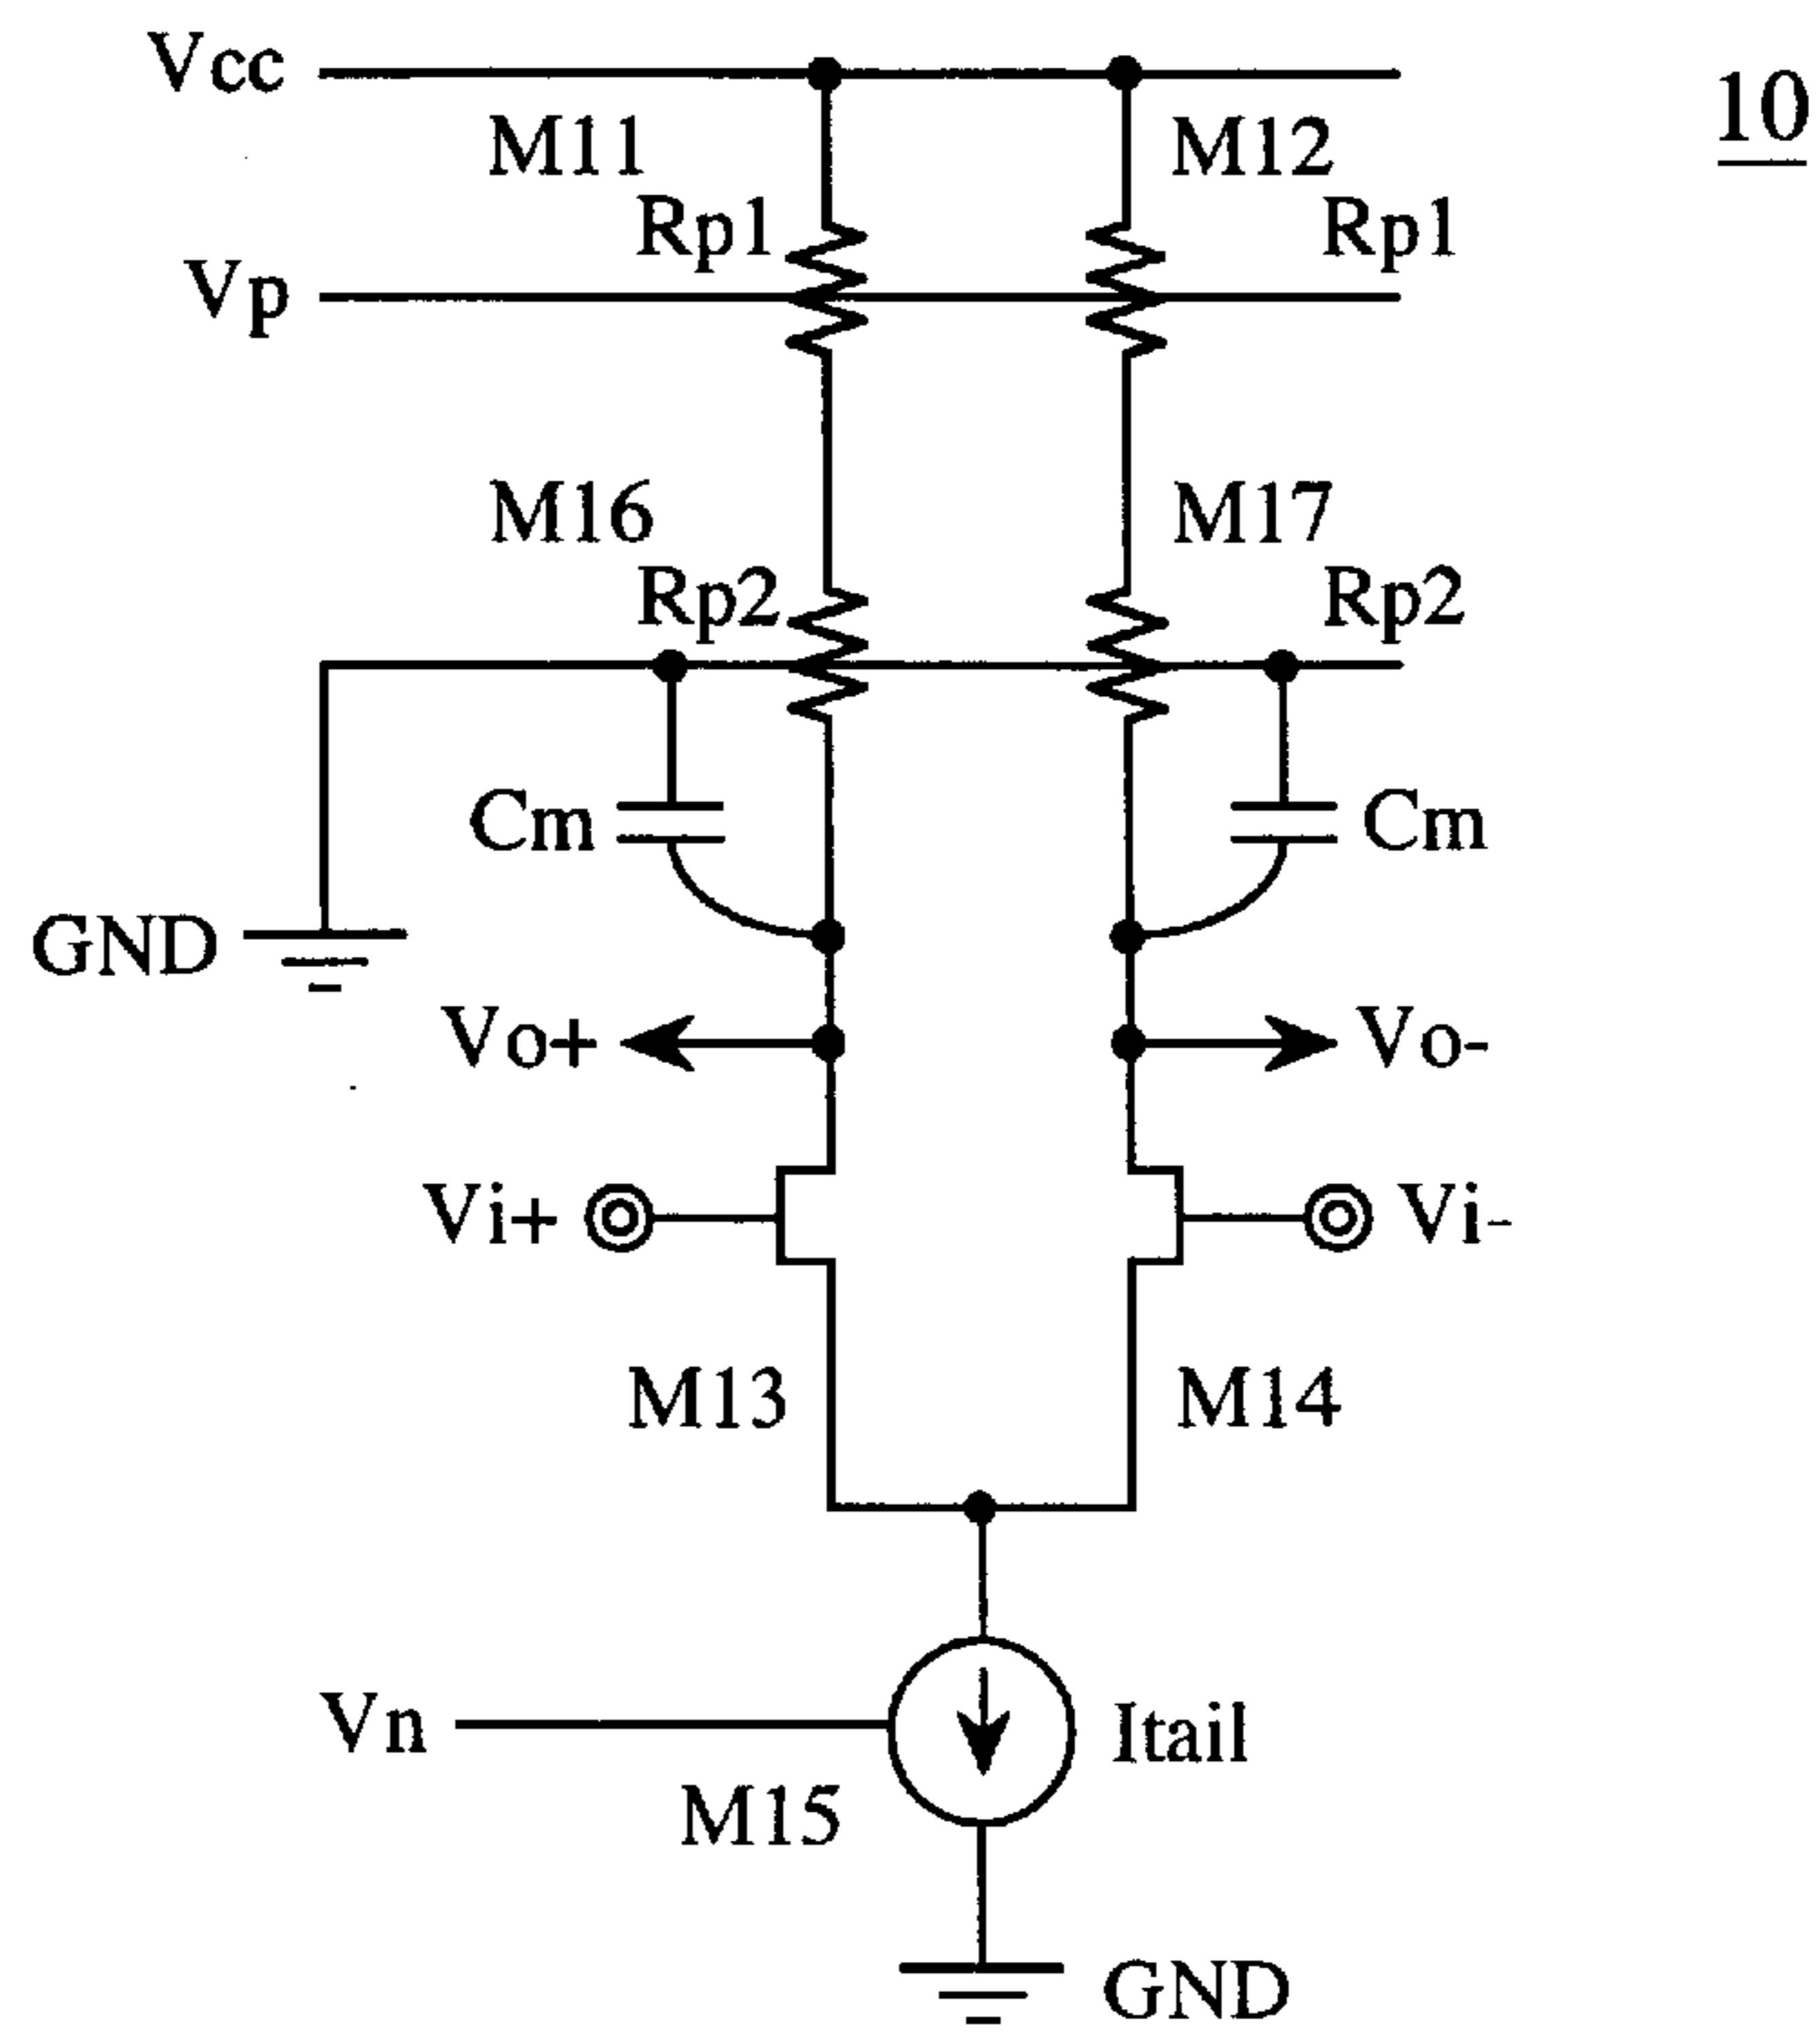 Vcc
10
M11
M12
Rp1
Rp1
Vp
M16
M17
Rp2
Rp2
Cm
Cm
GND
Vo+
Vo-
Vi+
Vi-
M13
M14
Vn
Itail
M15
GND